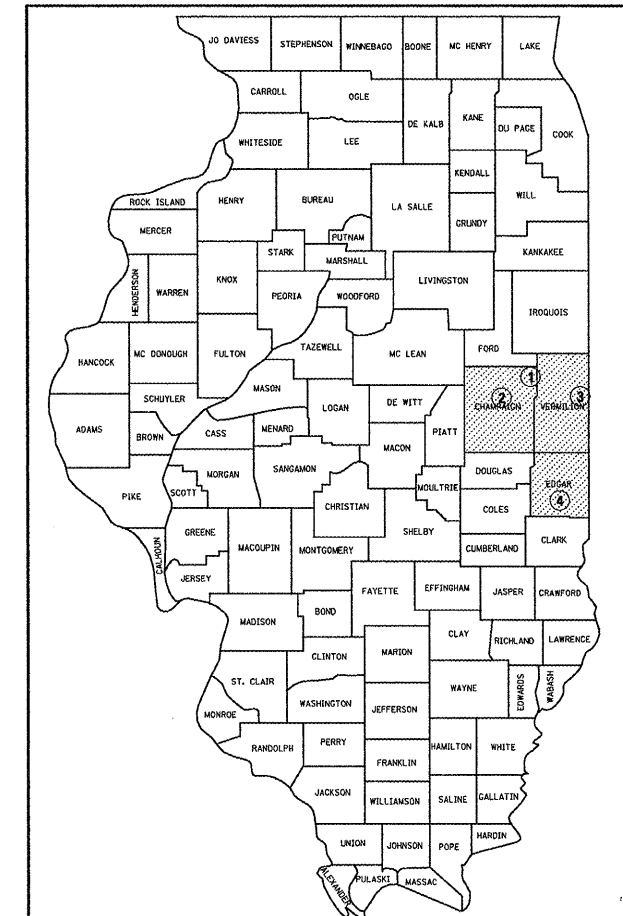 JO DAVIESS STEPHENSON WINNEBAGO BOONE MC HENRY LAKE
CARROLL OGLE DE KALB KANE DU PAGE COOK
WHITESIDE LEE KENDALL WILL
ROCK ISLAND HENRY BUREAU LA SALLE GRUNDY
MERCER STARK PUTNAM MARSHALL KANKAKEE
HENDERSON WARREN KNOX PEORIA WOODFORD LIVINGSTON IROQUOIS
HANCOCK MC DONOUGH FULTON TAZEWELL MC LEAN FORD
1
SCHUYLER MASON LOGAN DE WITT 2 CHAMPAIGN VERMILION 3
ADAMS BROWN CASS MENARD MACON PIATT
PIKE SCOTT MORGAN SANGAMON CHRISTIAN MOULTRIE DOUGLAS EDGAR
COLES 4
CALHOUN GREENE MACOUPIN MONTGOMERY SHELBY CUMBERLAND CLARK
JERSEY FAYETTE EFFINGHAM JASPER CRAWFORD
MADISON BOND CLAY RICHLAND LAWRENCE
ST. CLAIR CLINTON MARION WAYNE EDWARDS WABASH
MONROE WASHINGTON JEFFERSON
RANDOLPH PERRY FRANKLIN HAMILTON WHITE
JACKSON WILLIAMSON SALINE GALLATIN
UNION JOHNSON POPE HARDIN
ALEXANDER PULASKI MASSAC